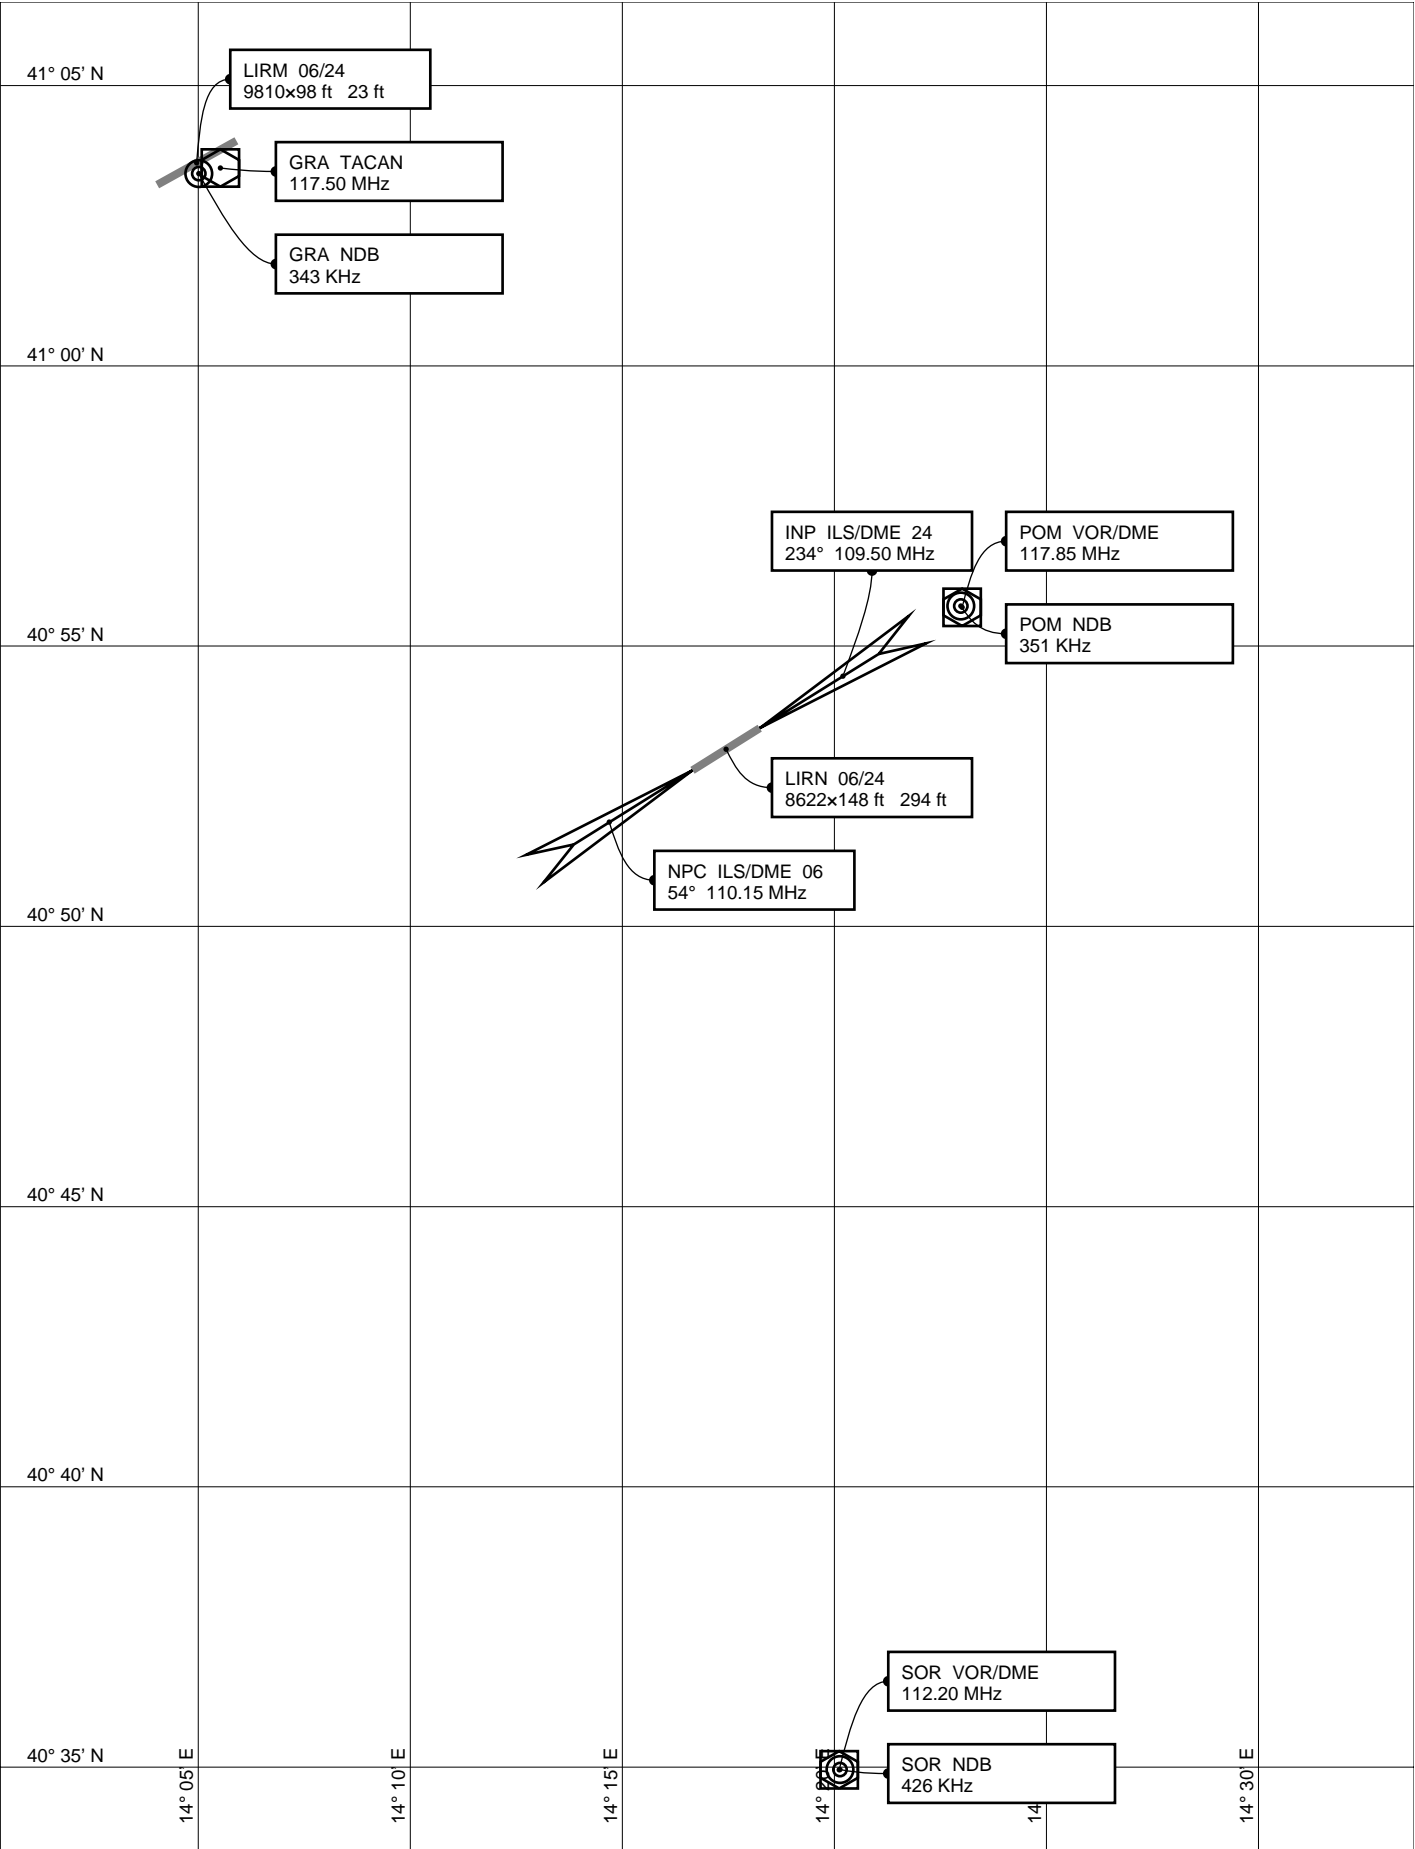 41° 05' N
LIRM 06/24
9810×98 ft 23 ft
GRA TACAN
117.50 MHz
GRA NDB
343 KHz
41° 00' N
INP ILS/DME 24
234° 109.50 MHz
POM VOR/DME
117.85 MHz
40° 55' N
POM NDB
351 KHz
LIRN 06/24
8622×148 ft 294 ft
NPC ILS/DME 06
54° 110.15 MHz
40° 50' N
40° 45' N
40° 40' N
SOR VOR/DME
112.20 MHz
40° 35' N
SOR NDB
426 KHz
14° 05' E
14° 10' E
14° 15' E
14°
14
14° 30' E